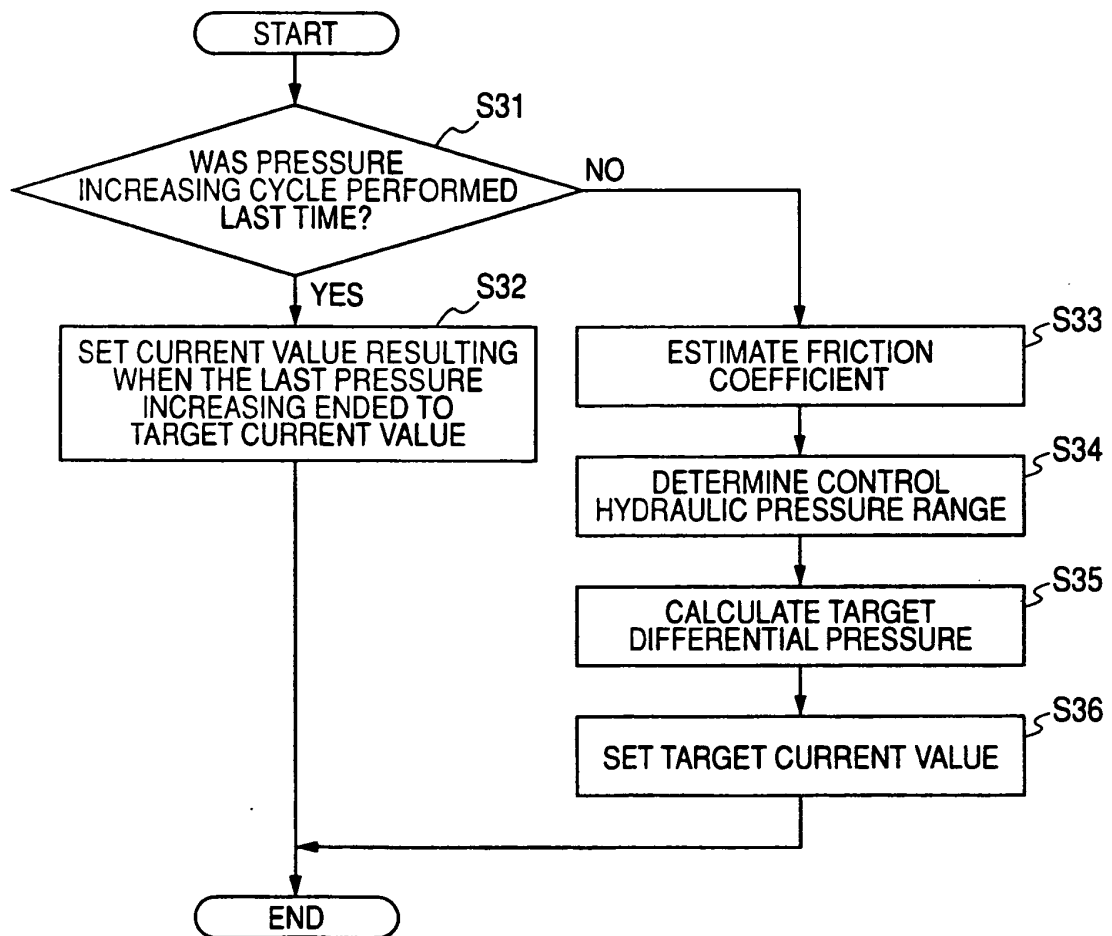 START
S31
WAS PRESSURE
INCREASING CYCLE PERFORMED
LAST TIME?
NO
YES
S32
SET CURRENT VALUE RESULTING
WHEN THE LAST PRESSURE
INCREASING ENDED TO
TARGET CURRENT VALUE
S33
ESTIMATE FRICTION
COEFFICIENT
S34
DETERMINE CONTROL
HYDRAULIC PRESSURE RANGE
S35
CALCULATE TARGET
DIFFERENTIAL PRESSURE
S36
SET TARGET CURRENT VALUE
END